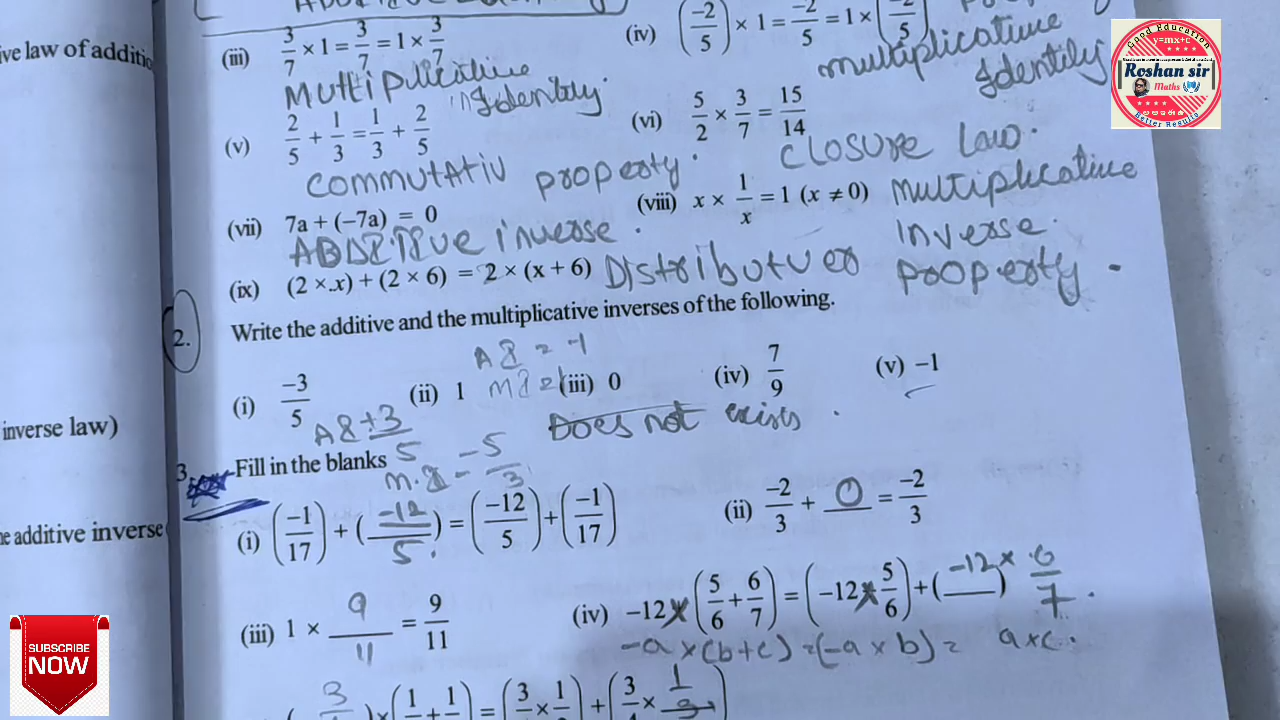 ive law of additio
inverse law)
he additive inverse
(iii) 3/7 × 1 = 3/7 = 1 × 3/7
Multiplicative Identity.
(iv) (-2/5) × 1 = -2/5 = 1 × (-2/5)
multiplicative
Identity
(v) 2/5 + 1/3 = 1/3 + 2/5
COMMUTATIV property.
(vi) 5/2 × 3/7 = 15/14
CLOSURE law.
(vii) 7a + (−7a) = 0
(viii) x × 1/x = 1 (x ≠ 0) multiplicative
inverse
property.
(ix) (2 × x) + (2 × 6) = 2 × (x + 6)
2. Write the additive and the multiplicative inverses of the following.
(i) -3/5 (ii) 1 (iii) 0 (iv) 7/9 (v) −1
Does not exists.
3. Fill in the blanks
(i) (-1/17) + (-12/5) = (-12/5) + (-1/17)
(ii) -2/3 + 0 = -2/3
(iii) 1 × 9/11 = 9/11
(iv) −12 × (5/6 + 6/7) = (−12 × 5/6) + (-12 × 6/7).
-a × (b + c) = (-a × b) = a × c.
Good Education
y=mx+c
Roshan sir
Maths
Better Results
SUBSCRIBE
NOW